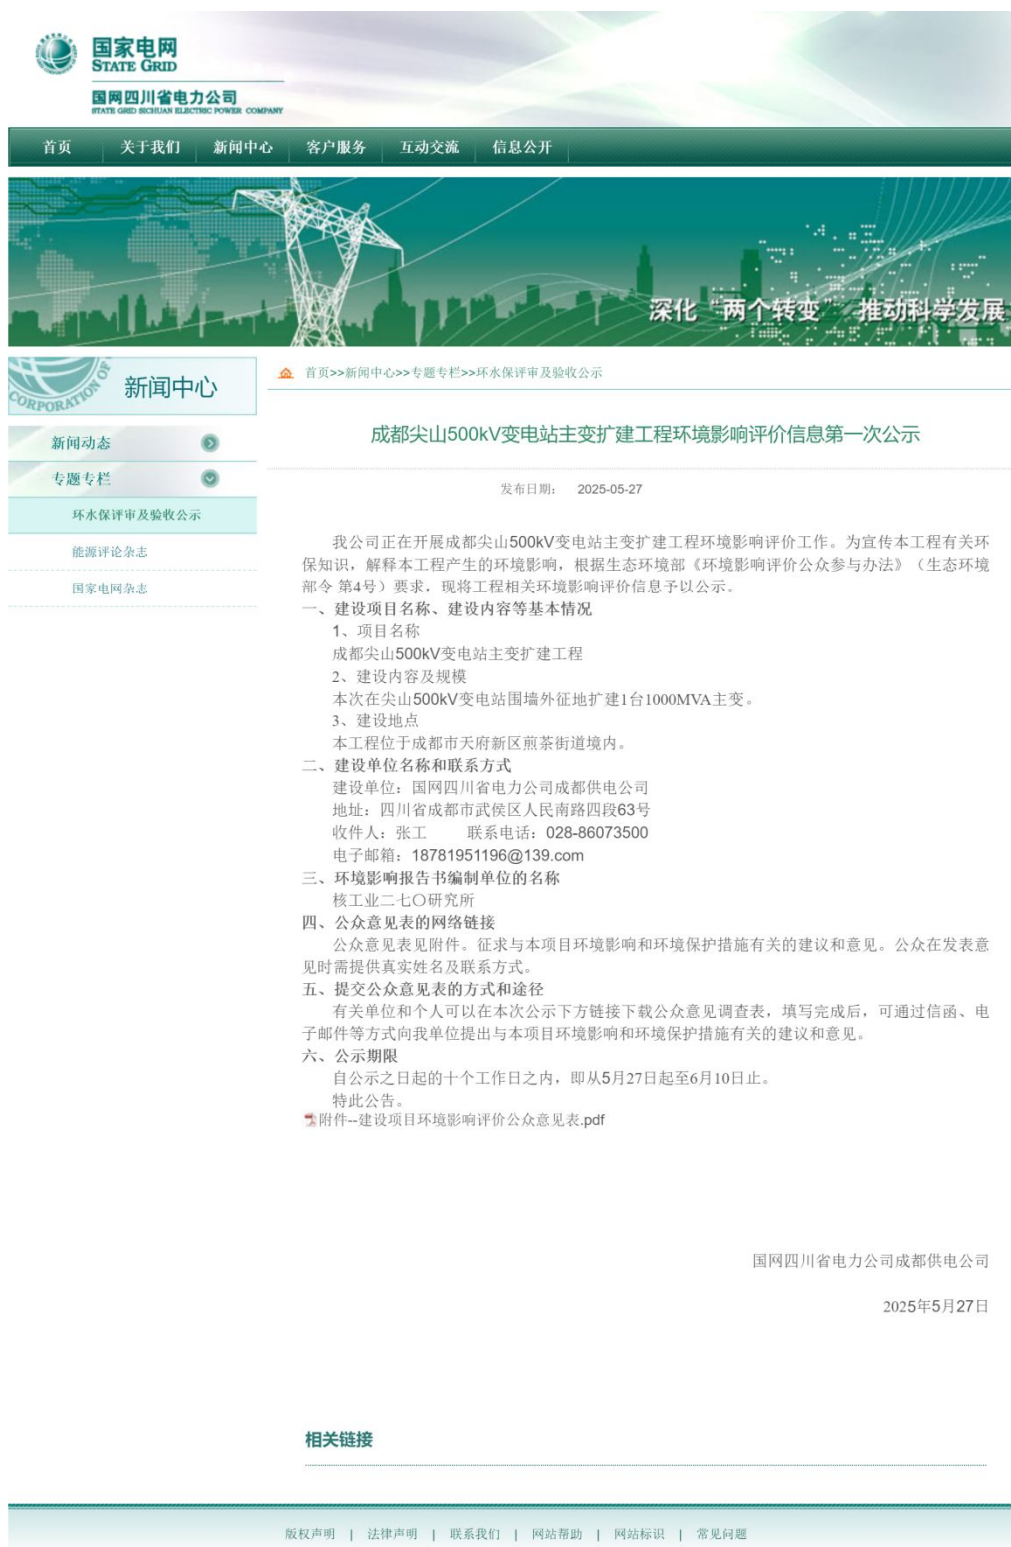 国家电网
STATE GRID
国网四川省电力公司
STATE GRID SICHUAN ELECTRIC POWER COMPANY
首页 关于我们 新闻中心 客户服务 互动交流 信息公开
深化“两个转变” 推动科学发展
CORPORATION OF
新闻中心
新闻动态
专题专栏
环水保评审及验收公示
能源评论杂志
国家电网杂志
首页>>新闻中心>>专题专栏>>环水保评审及验收公示
成都尖山500kV变电站主变扩建工程环境影响评价信息第一次公示
发布日期： 2025-05-27
我公司正在开展成都尖山500kV变电站主变扩建工程环境影响评价工作。为宣传本工程有关环
保知识，解释本工程产生的环境影响，根据生态环境部《环境影响评价公众参与办法》（生态环境
部令 第4号）要求，现将工程相关环境影响评价信息予以公示。
一、建设项目名称、建设内容等基本情况
1、项目名称
成都尖山500kV变电站主变扩建工程
2、建设内容及规模
本次在尖山500kV变电站围墙外征地扩建1台1000MVA主变。
3、建设地点
本工程位于成都市天府新区煎茶街道境内。
二、建设单位名称和联系方式
建设单位：国网四川省电力公司成都供电公司
地址：四川省成都市武侯区人民南路四段63号
收件人：张工 联系电话：028-86073500
电子邮箱：18781951196@139.com
三、环境影响报告书编制单位的名称
核工业二七〇研究所
四、公众意见表的网络链接
公众意见表见附件。征求与本项目环境影响和环境保护措施有关的建议和意见。公众在发表意
见时需提供真实姓名及联系方式。
五、提交公众意见表的方式和途径
有关单位和个人可以在本次公示下方链接下载公众意见调查表，填写完成后，可通过信函、电
子邮件等方式向我单位提出与本项目环境影响和环境保护措施有关的建议和意见。
六、公示期限
自公示之日起的十个工作日之内，即从5月27日起至6月10日止。
特此公告。
附件--建设项目环境影响评价公众意见表.pdf
国网四川省电力公司成都供电公司
2025年5月27日
相关链接
版权声明 | 法律声明 | 联系我们 | 网站帮助 | 网站标识 | 常见问题